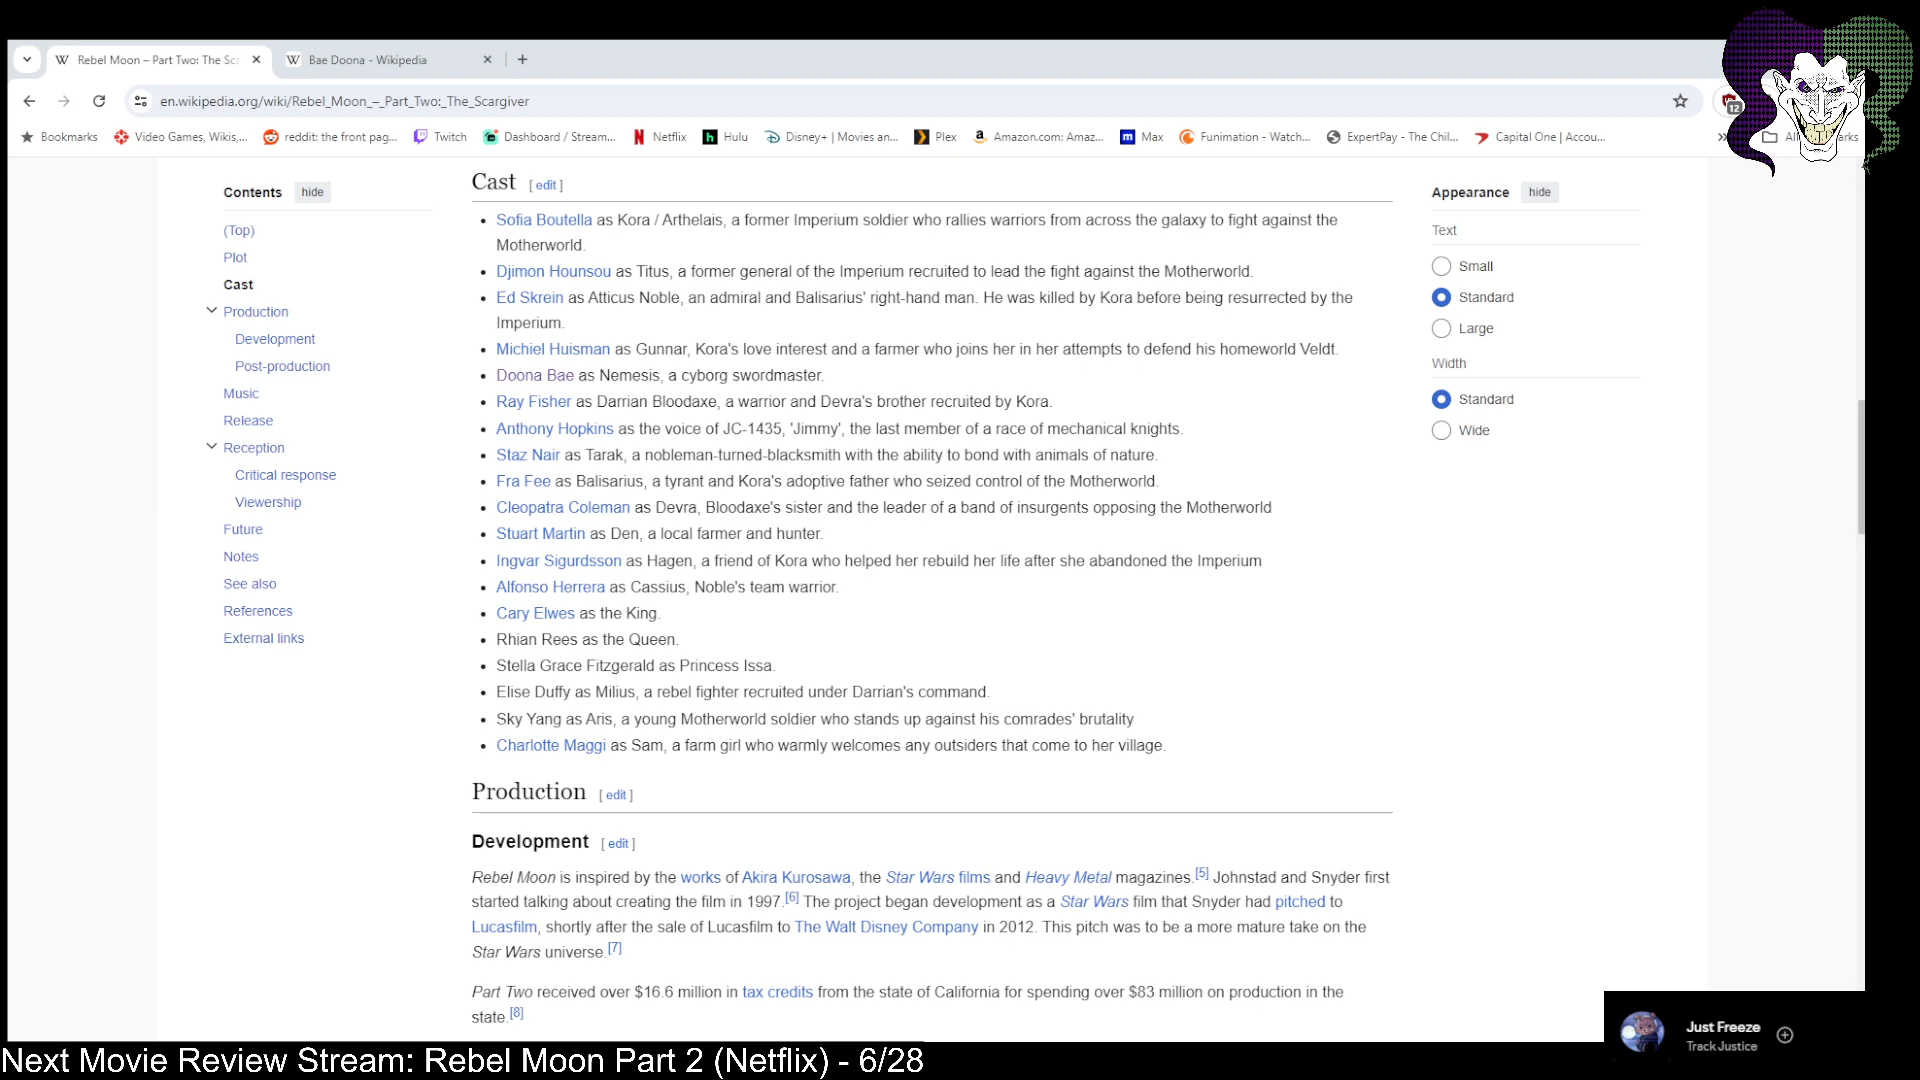 Rebel Moon – Part Two: The Sca
Bae Doona - Wikipedia
en.wikipedia.org/wiki/Rebel_Moon_–_Part_Two:_The_Scargiver
12
Bookmarks
Video Games, Wikis,...
reddit: the front pag...
Twitch
Dashboard / Stream...
Netflix
Hulu
Disney+ | Movies an...
Plex
Amazon.com: Amaz...
Max
Funimation - Watch...
ExpertPay - The Chil...
Capital One | Accou...
»
Contents hide
(Top)
Plot
Cast
Production
Development
Post-production
Music
Release
Reception
Critical response
Viewership
Future
Notes
See also
References
External links
Cast [ edit ]
• Sofia Boutella as Kora / Arthelais, a former Imperium soldier who rallies warriors from across the galaxy to fight against the
Motherworld.
• Djimon Hounsou as Titus, a former general of the Imperium recruited to lead the fight against the Motherworld.
• Ed Skrein as Atticus Noble, an admiral and Balisarius' right-hand man. He was killed by Kora before being resurrected by the
Imperium.
• Michiel Huisman as Gunnar, Kora's love interest and a farmer who joins her in her attempts to defend his homeworld Veldt.
• Doona Bae as Nemesis, a cyborg swordmaster.
• Ray Fisher as Darrian Bloodaxe, a warrior and Devra's brother recruited by Kora.
• Anthony Hopkins as the voice of JC-1435, 'Jimmy', the last member of a race of mechanical knights.
• Staz Nair as Tarak, a nobleman-turned-blacksmith with the ability to bond with animals of nature.
• Fra Fee as Balisarius, a tyrant and Kora's adoptive father who seized control of the Motherworld.
• Cleopatra Coleman as Devra, Bloodaxe's sister and the leader of a band of insurgents opposing the Motherworld
• Stuart Martin as Den, a local farmer and hunter.
• Ingvar Sigurdsson as Hagen, a friend of Kora who helped her rebuild her life after she abandoned the Imperium
• Alfonso Herrera as Cassius, Noble's team warrior.
• Cary Elwes as the King.
• Rhian Rees as the Queen.
• Stella Grace Fitzgerald as Princess Issa.
• Elise Duffy as Milius, a rebel fighter recruited under Darrian's command.
• Sky Yang as Aris, a young Motherworld soldier who stands up against his comrades' brutality
• Charlotte Maggi as Sam, a farm girl who warmly welcomes any outsiders that come to her village.
Production [ edit ]
Development [ edit ]
Rebel Moon is inspired by the works of Akira Kurosawa, the Star Wars films and Heavy Metal magazines.[5] Johnstad and Snyder first
started talking about creating the film in 1997.[6] The project began development as a Star Wars film that Snyder had pitched to
Lucasfilm, shortly after the sale of Lucasfilm to The Walt Disney Company in 2012. This pitch was to be a more mature take on the
Star Wars universe.[7]
Part Two received over $16.6 million in tax credits from the state of California for spending over $83 million on production in the
state.[8]
Appearance hide
Text
Small
Standard
Large
Width
Standard
Wide
Just Freeze
TrackJustice
Next Movie Review Stream: Rebel Moon Part 2 (Netflix) - 6/28